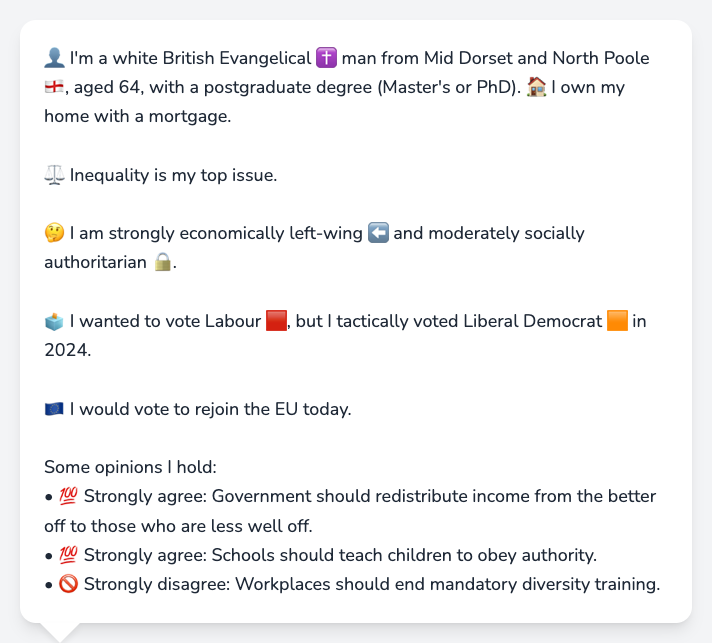 👤 I'm a white British Evangelical ✝️ man from Mid Dorset and North Poole
🏴󠁧󠁢󠁥󠁮󠁧󠁿, aged 64, with a postgraduate degree (Master's or PhD). 🏠 I own my
home with a mortgage.
⚖️ Inequality is my top issue.
🤔 I am strongly economically left-wing ⬅️ and moderately socially
authoritarian 🔒.
🗳️ I wanted to vote Labour 🟥, but I tactically voted Liberal Democrat 🟧 in
2024.
🇪🇺 I would vote to rejoin the EU today.
Some opinions I hold:
• 💯 Strongly agree: Government should redistribute income from the better
off to those who are less well off.
• 💯 Strongly agree: Schools should teach children to obey authority.
• 🚫 Strongly disagree: Workplaces should end mandatory diversity training.